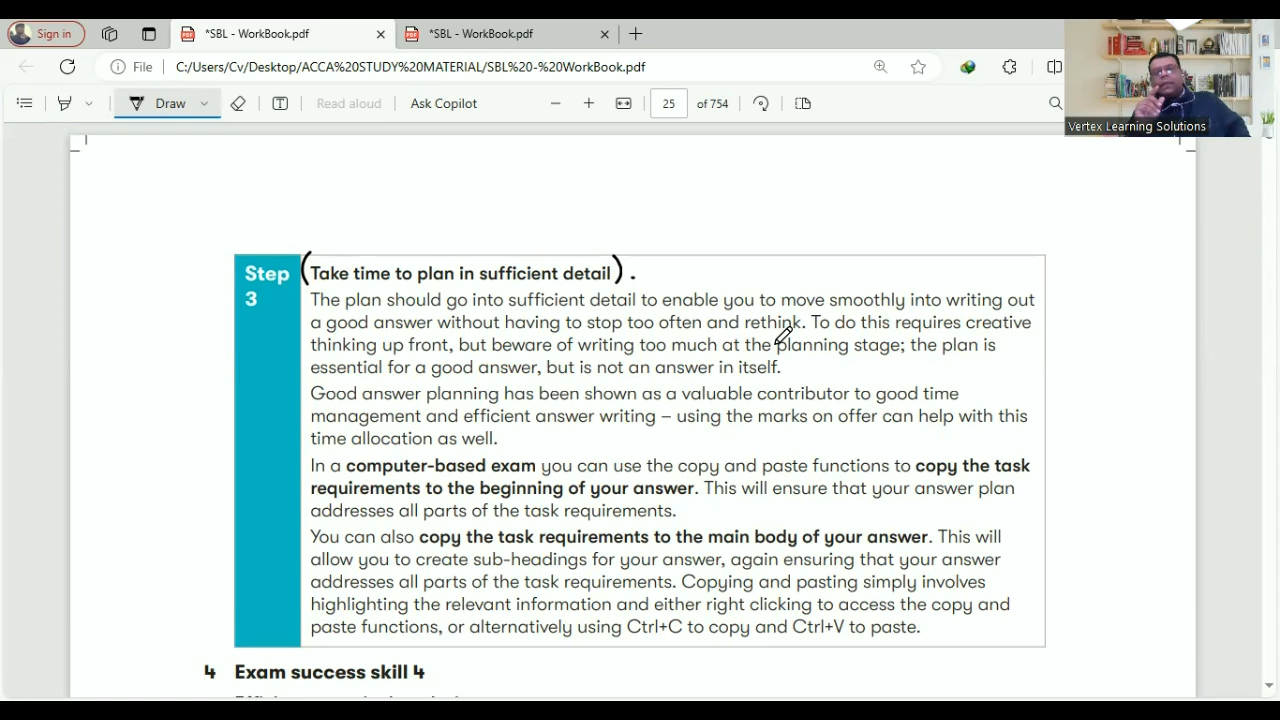 Sign in
*SBL - WorkBook.pdf
*SBL - WorkBook.pdf
File
C:/Users/Cv/Desktop/ACCA%20STUDY%20MATERIAL/SBL%20-%20WorkBook.pdf
Draw
Read aloud
Ask Copilot
25
of 754
Vertex Learning Solutions
Step
3
(Take time to plan in sufficient detail).
The plan should go into sufficient detail to enable you to move smoothly into writing out
a good answer without having to stop too often and rethink. To do this requires creative
thinking up front, but beware of writing too much at the planning stage; the plan is
essential for a good answer, but is not an answer in itself.
Good answer planning has been shown as a valuable contributor to good time
management and efficient answer writing – using the marks on offer can help with this
time allocation as well.
In a computer-based exam you can use the copy and paste functions to copy the task
requirements to the beginning of your answer. This will ensure that your answer plan
addresses all parts of the task requirements.
You can also copy the task requirements to the main body of your answer. This will
allow you to create sub-headings for your answer, again ensuring that your answer
addresses all parts of the task requirements. Copying and pasting simply involves
highlighting the relevant information and either right clicking to access the copy and
paste functions, or alternatively using Ctrl+C to copy and Ctrl+V to paste.
4 Exam success skill 4